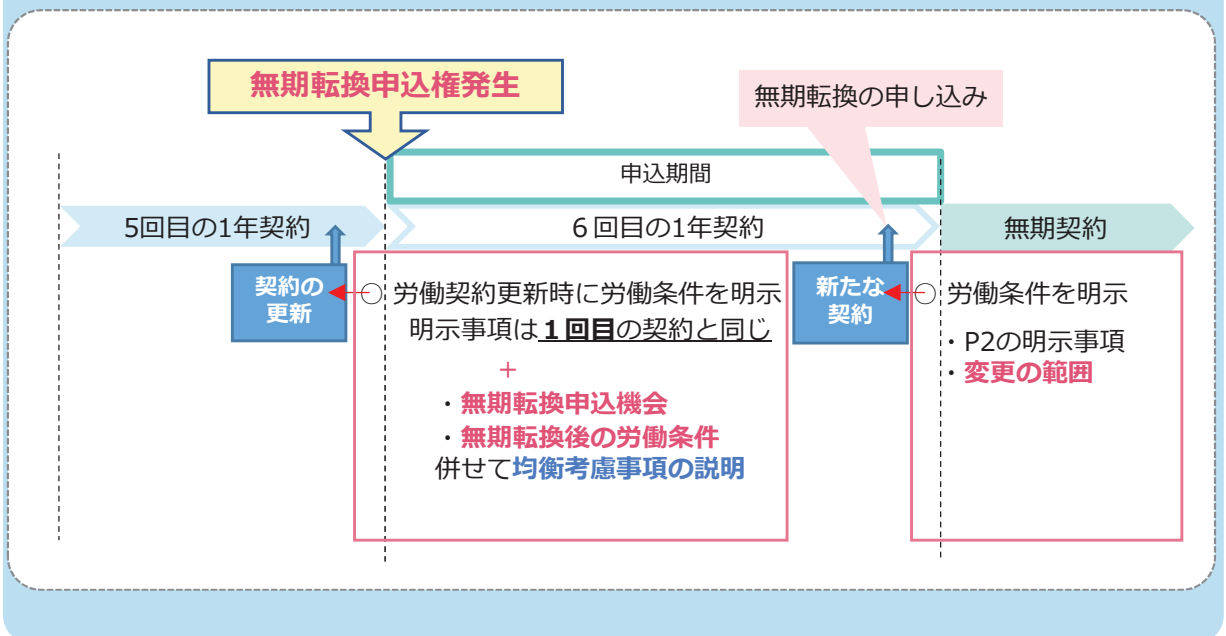 無期転換申込権発生
無期転換の申し込み
申込期間
5回目の1年契約
６回目の1年契約
無期契約
契約の
更新
○ 労働契約更新時に労働条件を明示
明示事項は１回目の契約と同じ
＋
・無期転換申込機会
・無期転換後の労働条件
併せて均衡考慮事項の説明
新たな
契約
○ 労働条件を明示
・P2の明示事項
・変更の範囲